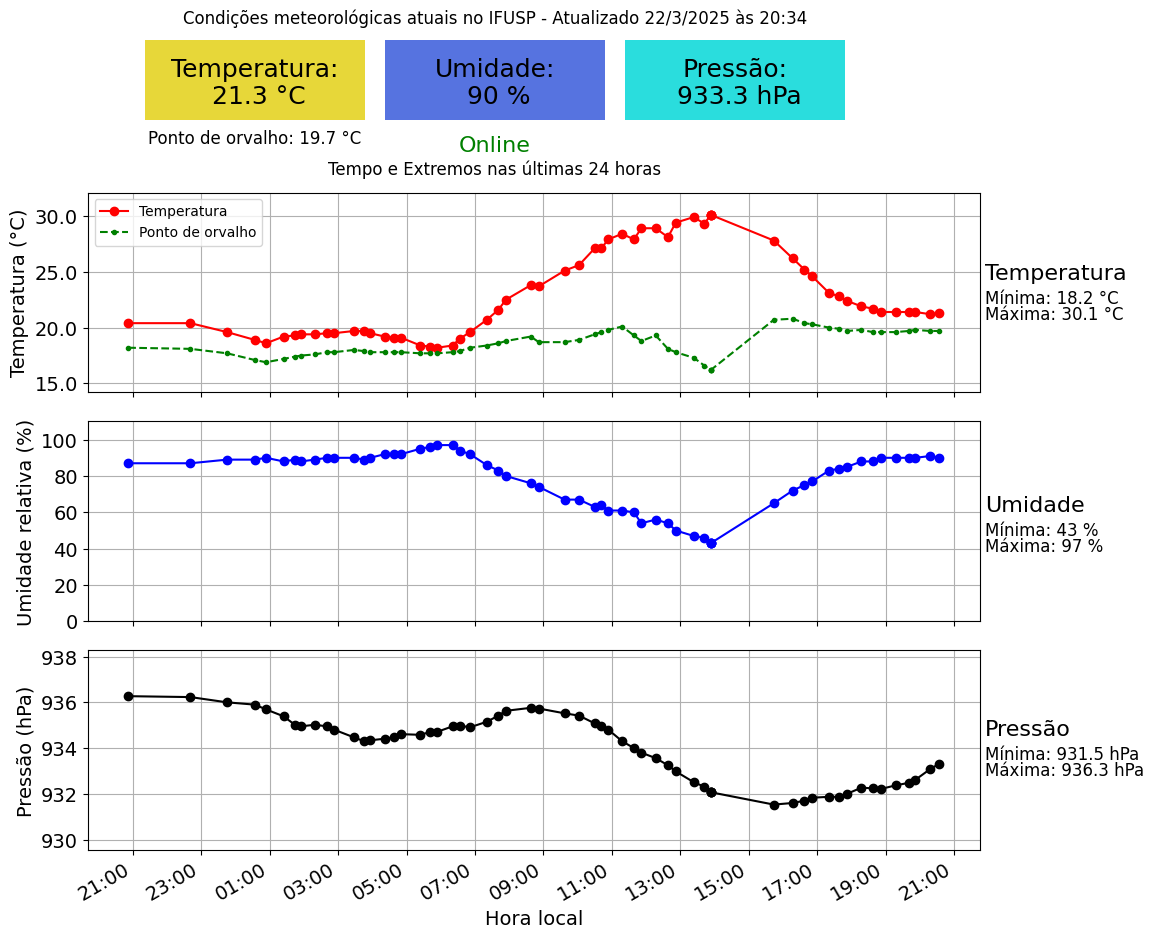 Condições meteorológicas atuais no IFUSP - Atualizado 22/3/2025 às 20:34
Temperatura:
21.3 °C
Umidade:
90 %
Pressão:
933.3 hPa
Ponto de orvalho: 19.7 °C
Online
Tempo e Extremos nas últimas 24 horas
Temperatura (°C)
30.0
25.0
20.0
15.0
Temperatura
Ponto de orvalho
Temperatura
Mínima: 18.2 °C
Máxima: 30.1 °C
Umidade relativa (%)
100
80
60
40
20
0
Umidade
Mínima: 43 %
Máxima: 97 %
Pressão (hPa)
938
936
934
932
930
Pressão
Mínima: 931.5 hPa
Máxima: 936.3 hPa
21:00 23:00 01:00 03:00 05:00 07:00 09:00 11:00 13:00 15:00 17:00 19:00 21:00
Hora local